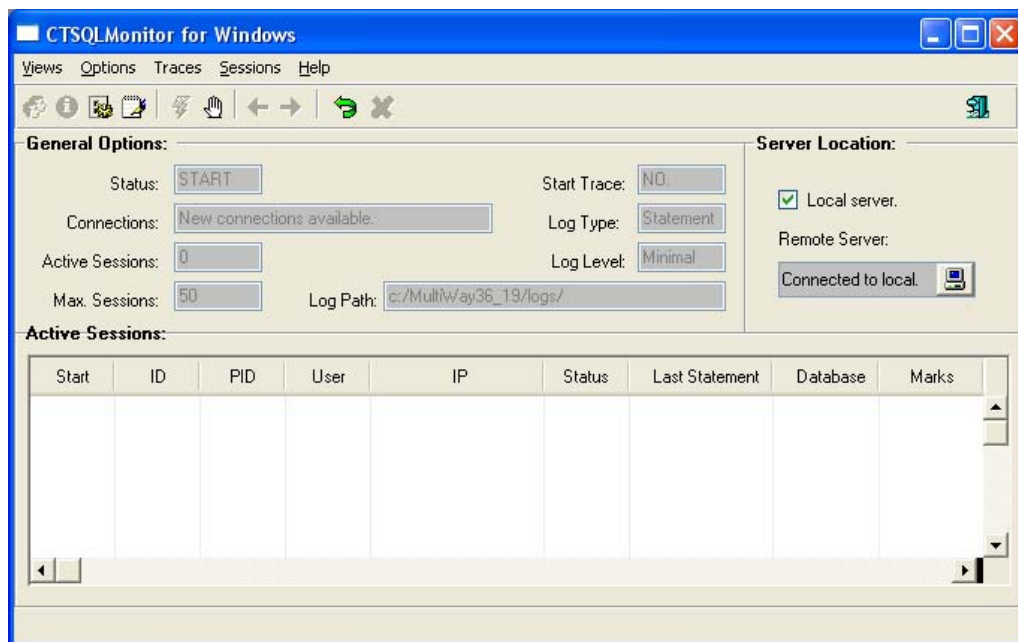 CTSQLMonitor for Windows
Views Options Traces Sessions Help
General Options:
Status: START
Connections: New connections available.
Active Sessions: 0
Max. Sessions: 50
Start Trace: NO.
Log Type: Statement
Log Level: Minimal
Log Path: c:/MultiWay36_19/logs/
Server Location:
Local server.
Remote Server:
Connected to local.
Active Sessions:
Start ID PID User IP Status Last Statement Database Marks